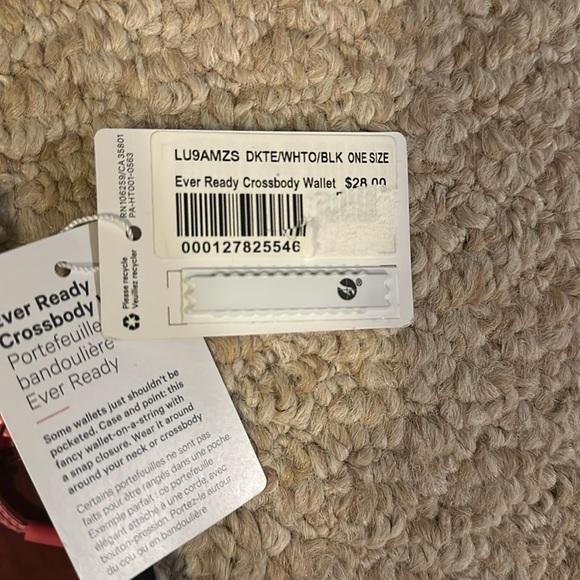 LU9AMZS DKTE/WHTO/BLK ONE SIZE
Ever Ready Crossbody Wallet $28.00
000127825546
RN106259/CA35801
PA-HT001-0563
Please recycle
Veuillez recycler
®
Ever Ready
Crossbody
Portefeuille
bandoulière
Ever Ready
Some wallets just shouldn't be
pocketed. Case and point: this
fancy wallet-on-a-string with
a snap closure. Wear it around
around your neck or crossbody
Certains portefeuilles ne sont pas
faits pour être rangés dans une poche.
Exemple parfait : ce portefeuille
élégant attaché à une corde, avec
bouton-pression. Portez-le autour
du cou ou en bandoulière